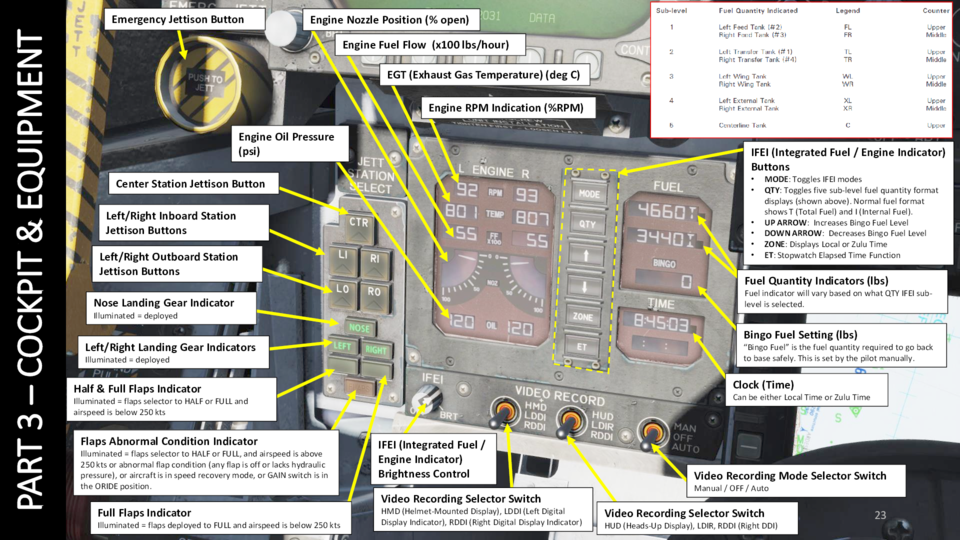 PART 3 – COCKPIT & EQUIPMENT
Emergency Jettison Button
Engine Nozzle Position (% open)
Engine Fuel Flow (x100 lbs/hour)
EGT (Exhaust Gas Temperature) (deg C)
Engine RPM Indication (%RPM)
Engine Oil Pressure
(psi)
Center Station Jettison Button
Left/Right Inboard Station
Jettison Buttons
Left/Right Outboard Station
Jettison Buttons
Nose Landing Gear Indicator
Illuminated = deployed
Left/Right Landing Gear Indicators
Illuminated = deployed
Half & Full Flaps Indicator
Illuminated = flaps selector to HALF or FULL and
airspeed is below 250 kts
Flaps Abnormal Condition Indicator
Illuminated = flaps selector to HALF or FULL, and airspeed is above
250 kts or abnormal flap condition (any flap is off or lacks hydraulic
pressure), or aircraft is in speed recovery mode, or GAIN switch is in
the ORIDE position.
Full Flaps Indicator
Illuminated = flaps deployed to FULL and airspeed is below 250 kts
JETT
2031 DATA
PUSH TO
JETT
BRT
CONT
JETT
STATION
SELECT
CTR
LI
RI
LO
RO
NOSE
LEFT
RIGHT
L ENGINE R
92 RPM 93
801 TEMP 807
55 FF 55
X100
NOZ
100
100
120 OIL 120
MODE
QTY
ZONE
ET
FUEL
4660T
3440I
BINGO
0
TIME
8:45:03
IFEI
BRT
VIDEO RECORD
HMD
LDDI
RDDI
HUD
LDIR
RDDI
MAN
OFF
AUTO
Sub-level Fuel Quantity Indicated Legend Counter
1 Left Feed Tank (#2) FL Upper
Right Feed Tank (#3) FR Middle
2 Left Transfer Tank (#1) TL Upper
Right Transfer Tank (#4) TR Middle
3 Left Wing Tank WL Upper
Right Wing Tank WR Middle
4 Left External Tank XL Upper
Right External Tank XR Middle
5 Centerline Tank C Upper
IFEI (Integrated Fuel / Engine Indicator)
Buttons
• MODE: Toggles IFEI modes
• QTY: Toggles five sub-level fuel quantity format
displays (shown above). Normal fuel format
shows T (Total Fuel) and I (Internal Fuel).
• UP ARROW: Increases Bingo Fuel Level
• DOWN ARROW: Decreases Bingo Fuel Level
• ZONE: Displays Local or Zulu Time
• ET: Stopwatch Elapsed Time Function
Fuel Quantity Indicators (lbs)
Fuel indicator will vary based on what QTY IFEI sub-
level is selected.
Bingo Fuel Setting (lbs)
“Bingo Fuel” is the fuel quantity required to go back
to base safely. This is set by the pilot manually.
Clock (Time)
Can be either Local Time or Zulu Time
IFEI (Integrated Fuel /
Engine Indicator)
Brightness Control
Video Recording Selector Switch
HMD (Helmet-Mounted Display), LDDI (Left Digital
Display Indicator), RDDI (Right Digital Display Indicator)
Video Recording Selector Switch
HUD (Heads-Up Display), LDIR, RDDI (Right DDI)
Video Recording Mode Selector Switch
Manual / OFF / Auto
23